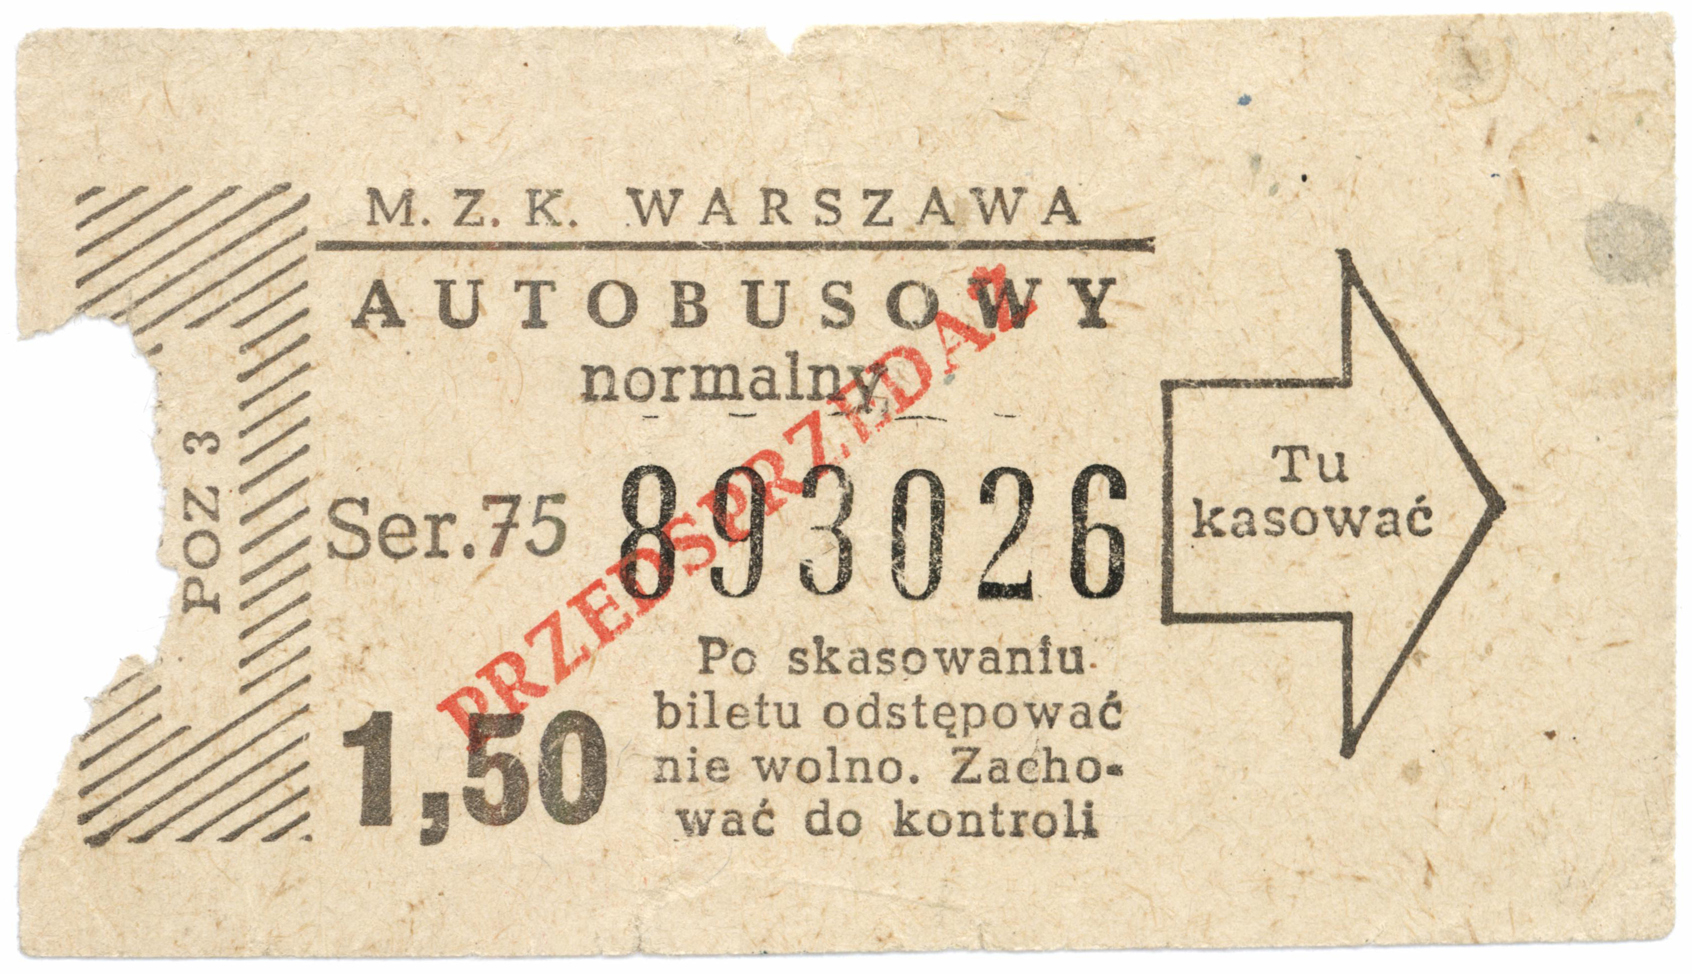 M. Z. K. WARSZAWA
AUTOBUSOWY
normalny
PRZEDSPRZEDAŻ
POZ 3
Ser. 75 893026
1,50
Po skasowaniu
biletu odstępować
nie wolno. Zacho-
wać do kontroli
Tu
kasować